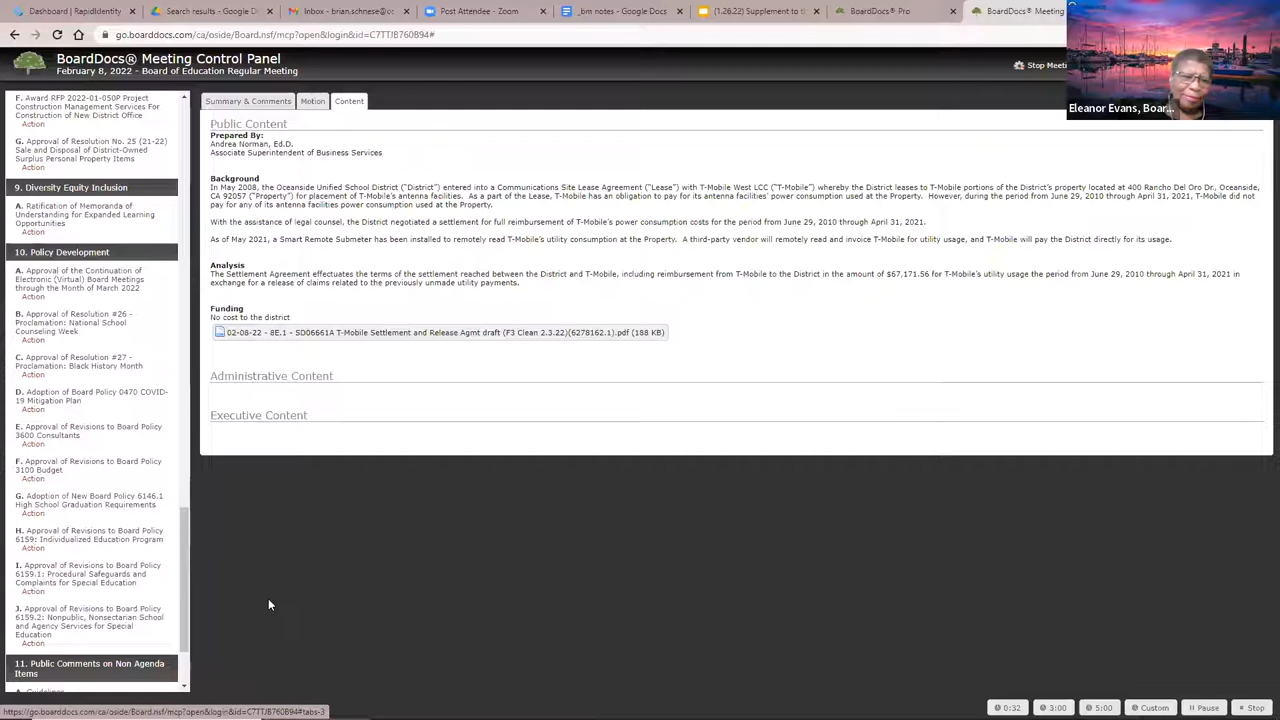 Dashboard | RapidIdentity
Search results - Google D
Inbox - brian.schnese@c
Post Attendee - Zoom
_bm notes - Google Docs
(1.26.22) Supplement to t
BoardDocs® Pro
BoardDocs® Meeting
go.boarddocs.com/ca/oside/Board.nsf/mcp?open&login&id=C7TTJB760B94#
BoardDocs® Meeting Control Panel
February 8, 2022 - Board of Education Regular Meeting
Stop Meeti
Eleanor Evans, Boar...
F. Award RFP 2022-01-050P Project
Construction Management Services For
Construction of New District Office
Action
G. Approval of Resolution No. 25 (21-22)
Sale and Disposal of District-Owned
Surplus Personal Property Items
Action
9. Diversity Equity Inclusion
A. Ratification of Memoranda of
Understanding for Expanded Learning
Opportunities
Action
10. Policy Development
A. Approval of the Continuation of
Electronic (Virtual) Board Meetings
through the Month of March 2022
Action
B. Approval of Resolution #26 -
Proclamation: National School
Counseling Week
Action
C. Approval of Resolution #27 -
Proclamation: Black History Month
Action
D. Adoption of Board Policy 0470 COVID-
19 Mitigation Plan
Action
E. Approval of Revisions to Board Policy
3600 Consultants
Action
F. Approval of Revisions to Board Policy
3100 Budget
Action
G. Adoption of New Board Policy 6146.1
High School Graduation Requirements
Action
H. Approval of Revisions to Board Policy
6159: Individualized Education Program
Action
I. Approval of Revisions to Board Policy
6159.1: Procedural Safeguards and
Complaints for Special Education
Action
J. Approval of Revisions to Board Policy
6159.2: Nonpublic, Nonsectarian School
and Agency Services for Special
Education
Action
11. Public Comments on Non Agenda
Items
A. Guidelines
Summary & Comments
Motion
Content
Public Content
Prepared By:
Andrea Norman, Ed.D.
Associate Superintendent of Business Services
Background
In May 2008, the Oceanside Unified School District ("District") entered into a Communications Site Lease Agreement ("Lease") with T-Mobile West LCC ("T-Mobile") whereby the District leases to T-Mobile portions of the District's property located at 400 Rancho Del Oro Dr., Oceanside,
CA 92057 ("Property") for placement of T-Mobile's antenna facilities. As a part of the Lease, T-Mobile has an obligation to pay for its antenna facilities' power consumption used at the Property. However, during the period from June 29, 2010 through April 31, 2021, T-Mobile did not
pay for any of its antenna facilities power consumption used at the Property.
With the assistance of legal counsel, the District negotiated a settlement for full reimbursement of T-Mobile's power consumption costs for the period from June 29, 2010 through April 31, 2021.
As of May 2021, a Smart Remote Submeter has been installed to remotely read T-Mobile's utility consumption at the Property. A third-party vendor will remotely read and invoice T-Mobile for utility usage, and T-Mobile will pay the District directly for its usage.
Analysis
The Settlement Agreement effectuates the terms of the settlement reached between the District and T-Mobile, including reimbursement from T-Mobile to the District in the amount of $67,171.56 for T-Mobile's utility usage the period from June 29, 2010 through April 31, 2021 in
exchange for a release of claims related to the previously unmade utility payments.
Funding
No cost to the district
02-08-22 - 8E.1 - SD06661A T-Mobile Settlement and Release Agmt draft (F3 Clean 2.3.22)(6278162.1).pdf (188 KB)
Administrative Content
Executive Content
https://go.boarddocs.com/ca/oside/Board.nsf/mcp?open&login&id=C7TTJB760B94#tabs-3
0:32
3:00
5:00
Custom
Pause
Stop